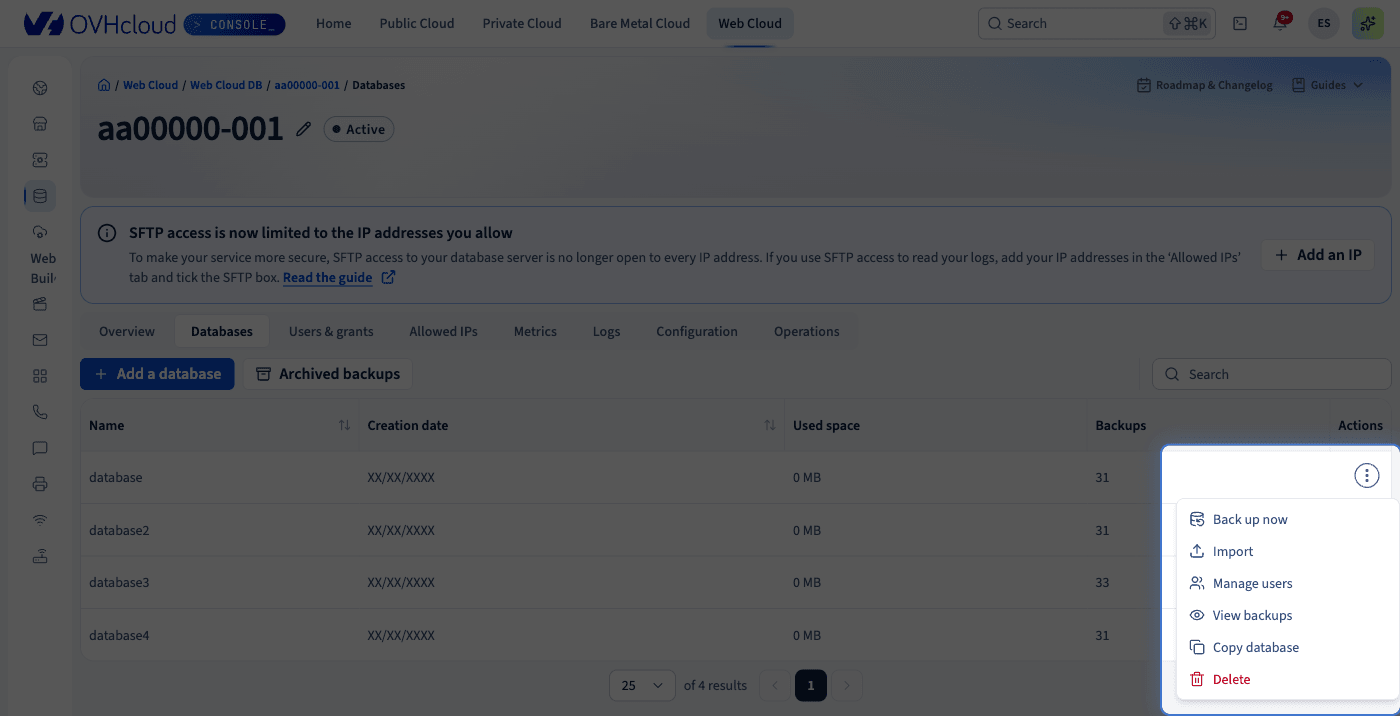 OVHcloud CONSOLE_ Home Public Cloud Private Cloud Bare Metal Cloud Web Cloud Search ⇧⌘K 9+ ES
/ Web Cloud / Web Cloud DB / aa00000-001 / Databases Roadmap & Changelog Guides
aa00000-001 Active
SFTP access is now limited to the IP addresses you allow
To make your service more secure, SFTP access to your database server is no longer open to every IP address. If you use SFTP access to read your logs, add your IP addresses in the ‘Allowed IPs’
tab and tick the SFTP box. Read the guide
+ Add an IP
Web
Buil
Overview Databases Users & grants Allowed IPs Metrics Logs Configuration Operations
+ Add a database Archived backups Search
Name Creation date Used space Backups Actions
database XX/XX/XXXX 0 MB 31
database2 XX/XX/XXXX 0 MB 31
database3 XX/XX/XXXX 0 MB 33
database4 XX/XX/XXXX 0 MB 31
Back up now
Import
Manage users
View backups
Copy database
Delete
25 of 4 results 1